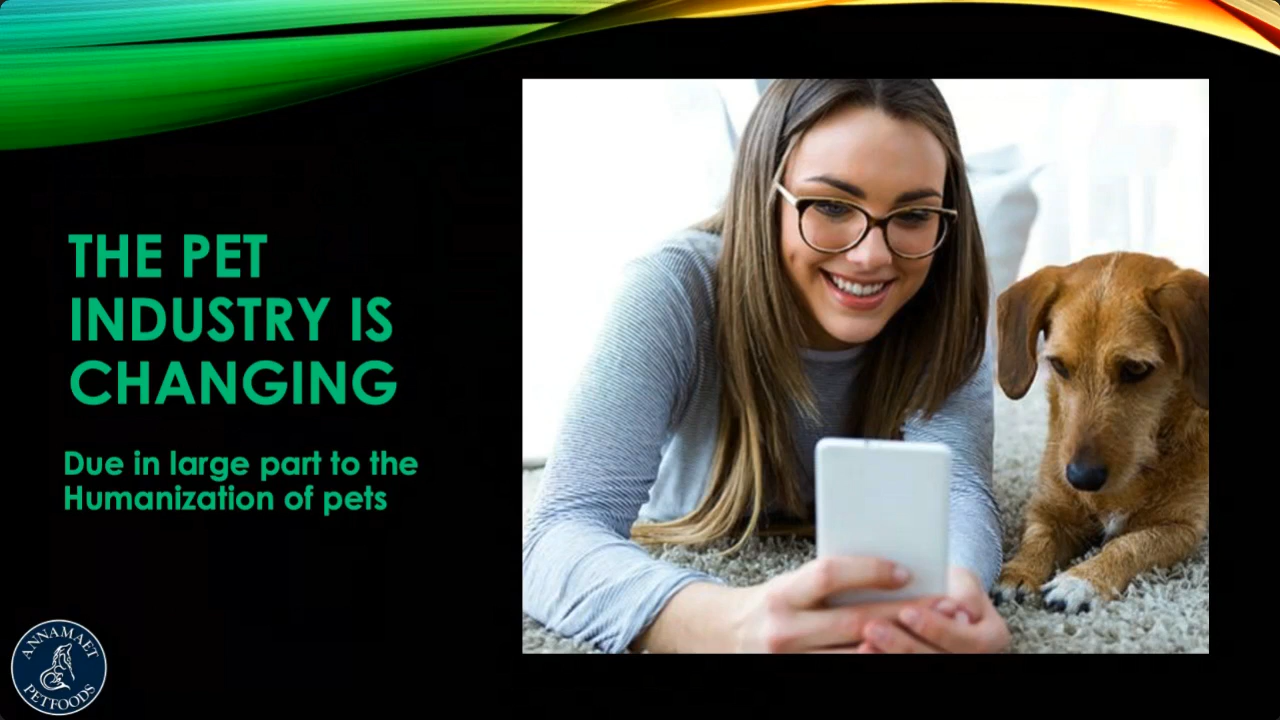 THE PET
INDUSTRY IS
CHANGING
Due in large part to the
Humanization of pets
ANNAMAET
PETFOODS